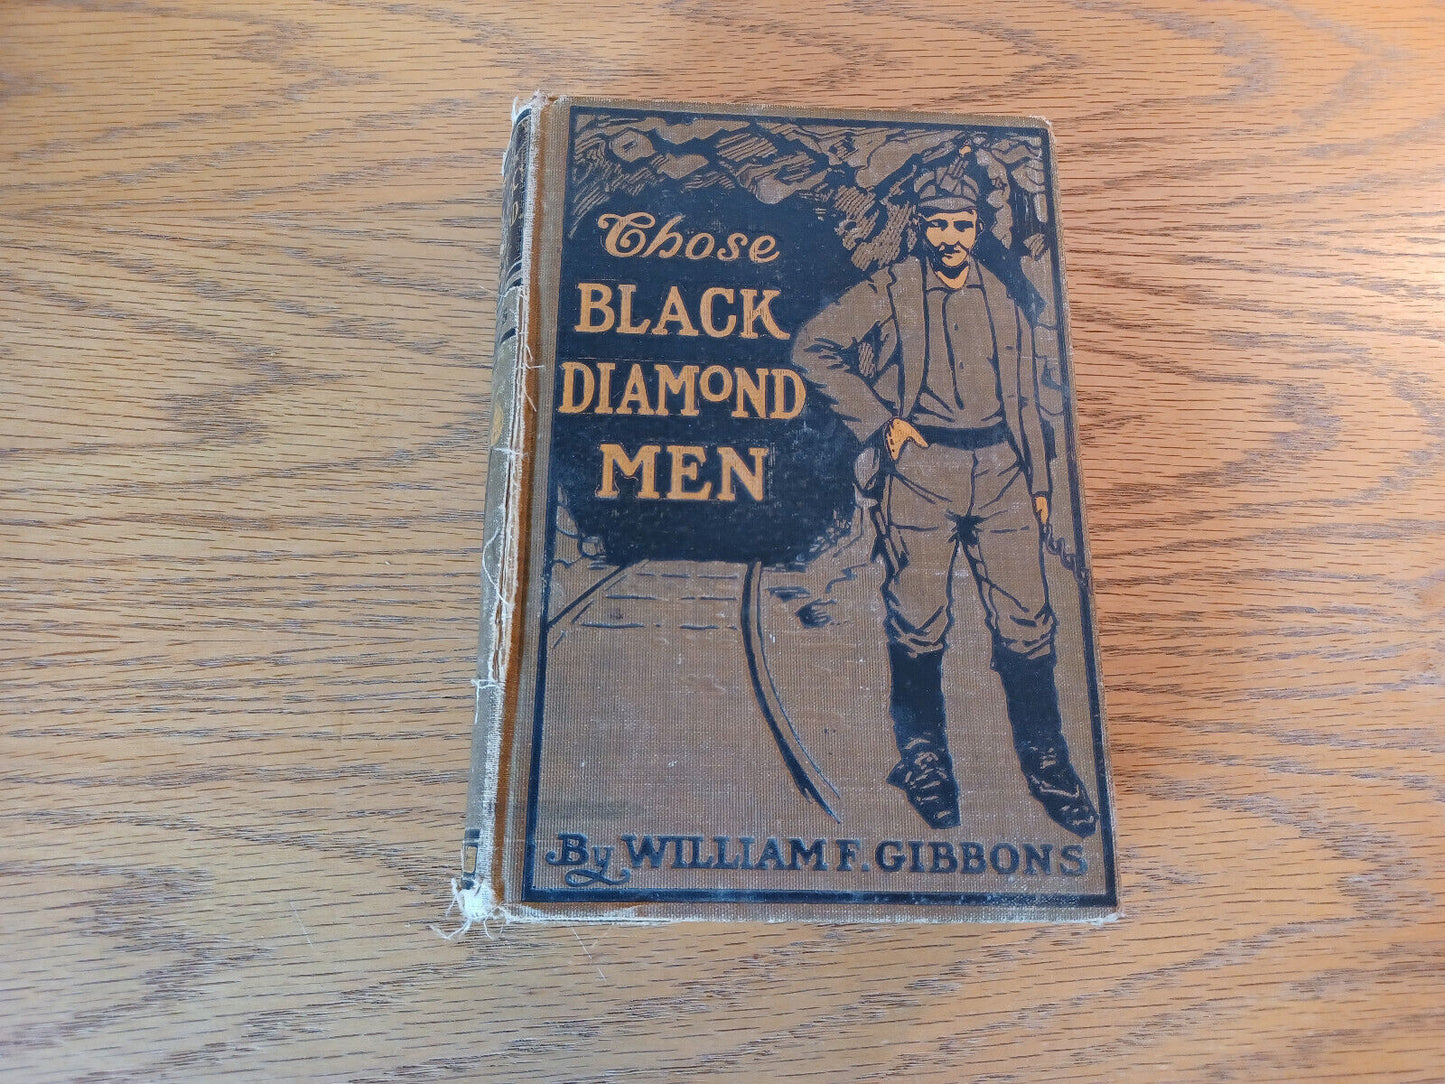 Those
BLACK
DIAMOND
MEN
By WILLIAM F. GIBBONS